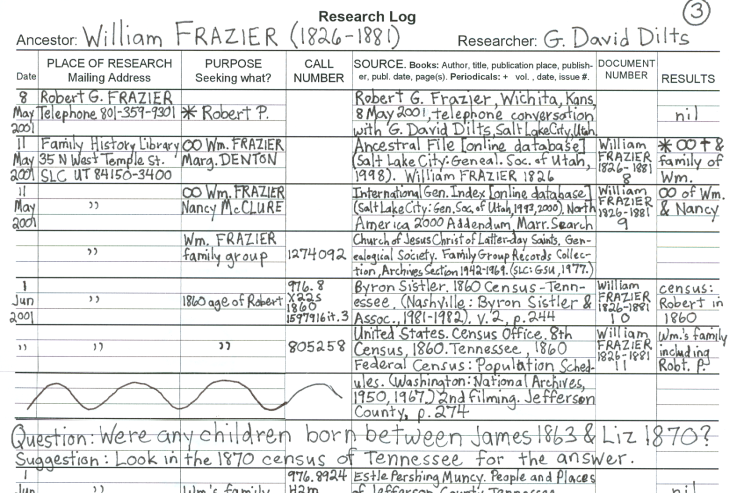 Research Log
3
Ancestor: William FRAZIER (1826-1881) Researcher: G. David Dilts
Date
PLACE OF RESEARCH
Mailing Address
PURPOSE
Seeking what?
CALL
NUMBER
SOURCE. Books: Author, title, publication place, publish-
er, publ. date, page(s). Periodicals: + vol., date, issue #.
DOCUMENT
NUMBER
RESULTS
8
May
2001
Robert G. FRAZIER
Telephone 801-359-9301
* Robert P.
Robert G. Frazier, Wichita, Kans,
8 May 2001, telephone conversation
with G. David Dilts, Salt Lake City, Utah.
nil
11
May
2001
Family History Library
35 N West Temple St.
SLC UT 84150-3400
∞ Wm. FRAZIER
Marg. DENTON
Ancestral File [online database]
(Salt Lake City: Geneal. Soc. of Utah,
1998). William FRAZIER 1826
William
FRAZIER
1826-1881
8
* ∞ † &
family of
Wm.
11
May
2001
"
∞ Wm. FRAZIER
Nancy McCLURE
International Gen. Index [online database]
(Salt Lake City: Gen. Soc. of Utah, 1993, 2000). North
America 2000 Addendum, Marr. Search
William
FRAZIER
1826-1881
9
∞ of Wm.
& Nancy
"
Wm. FRAZIER
family group
1274092
Church of Jesus Christ of Latter-day Saints, Gen-
ealogical Society. Family Group Records Collec-
tion, Archives Section 1942-1969. (SLC: GSU, 1977.)
1
Jun
2001
"
1860 age of Robert
976.8
X22s
1860
1597916 it.3
Byron Sistler. 1860 Census - Tenn-
essee. (Nashville: Byron Sistler &
Assoc., 1981-1982). v. 2, p. 244
William
FRAZIER
1826-1881
10
census:
Robert in
1860
"
"
"
805258
United States. Census Office. 8th
Census, 1860. Tennessee, 1860
Federal Census: Population Sched-
ules. (Washington: National Archives,
1950, 1967.) 2nd filming. Jefferson
County, p. 274
William
FRAZIER
1826-1881
11
Wm.'s family
including
Robt. P.
Question: Were any children born between James 1863 & Liz 1870?
Suggestion: Look in the 1870 census of Tennessee for the answer.
1
Jun
"
Wm's family
976.8924
H2m
Estle Pershing Muncy. People and Places
of Jefferson County, Tennessee
nil